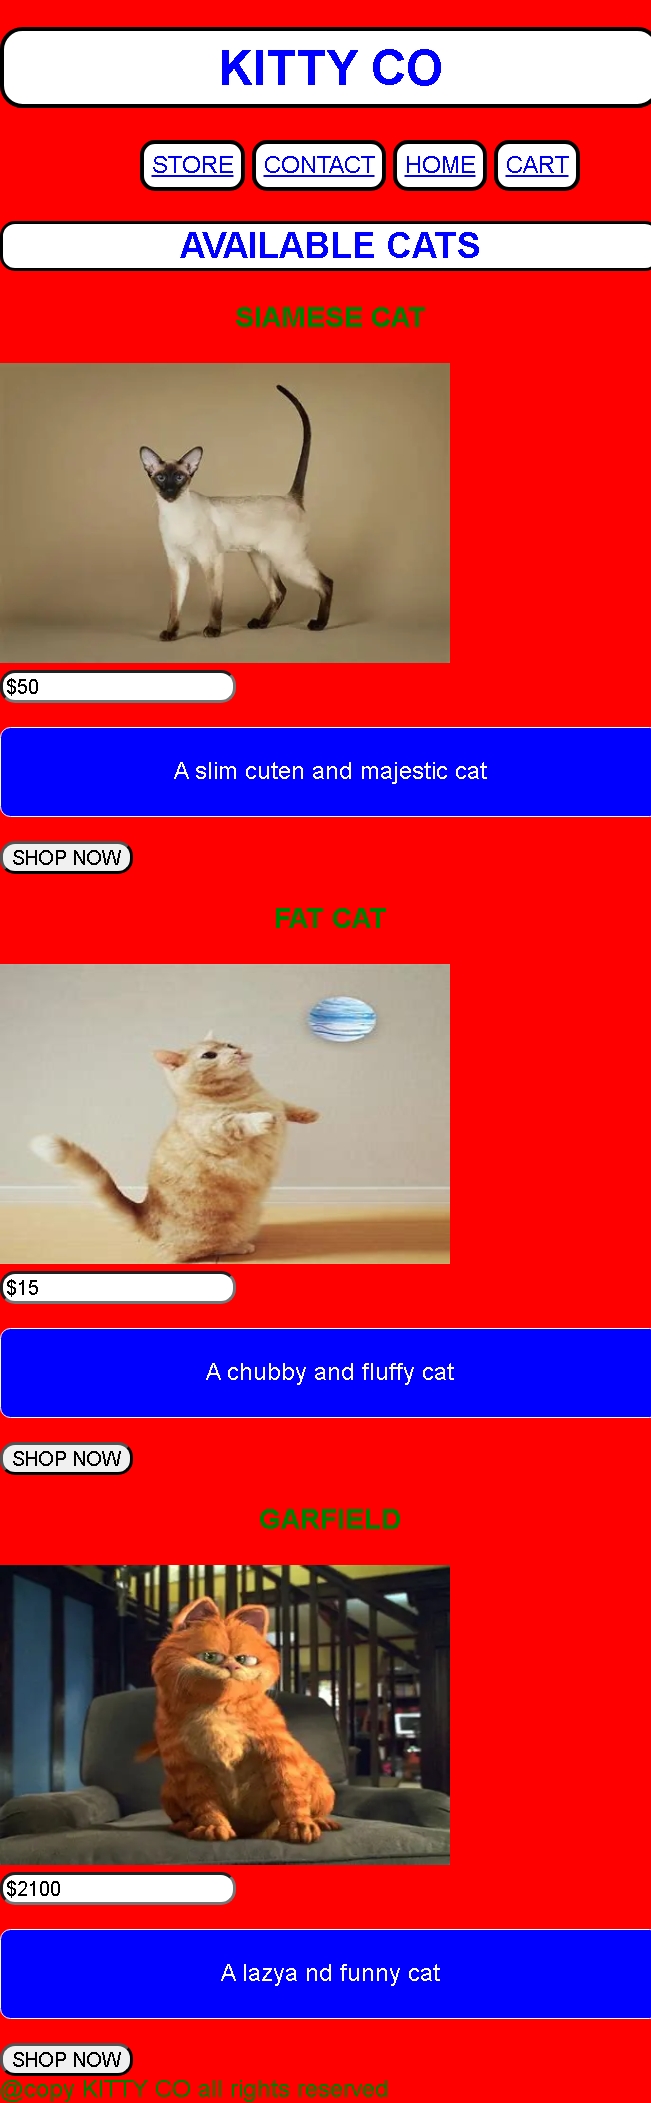 KITTY CO
STORE CONTACT HOME CART
AVAILABLE CATS
SIAMESE CAT
$50
A slim cuten and majestic cat
SHOP NOW
FAT CAT
$15
A chubby and fluffy cat
SHOP NOW
GARFIELD
$2100
A lazya nd funny cat
SHOP NOW
@copy KITTY CO all rights reserved